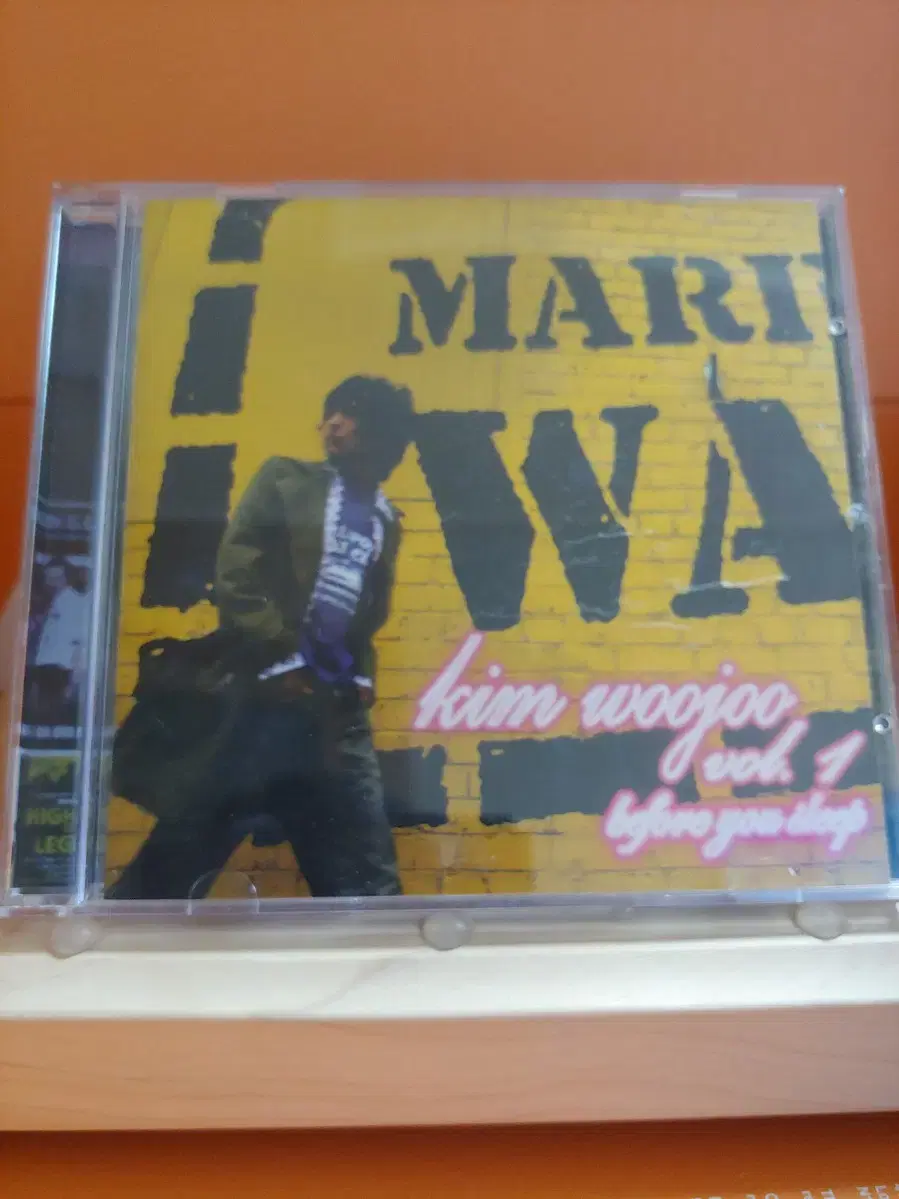 MARI
WA
kim woojoo
vol. 1
before you sleep
HIGH
LEG